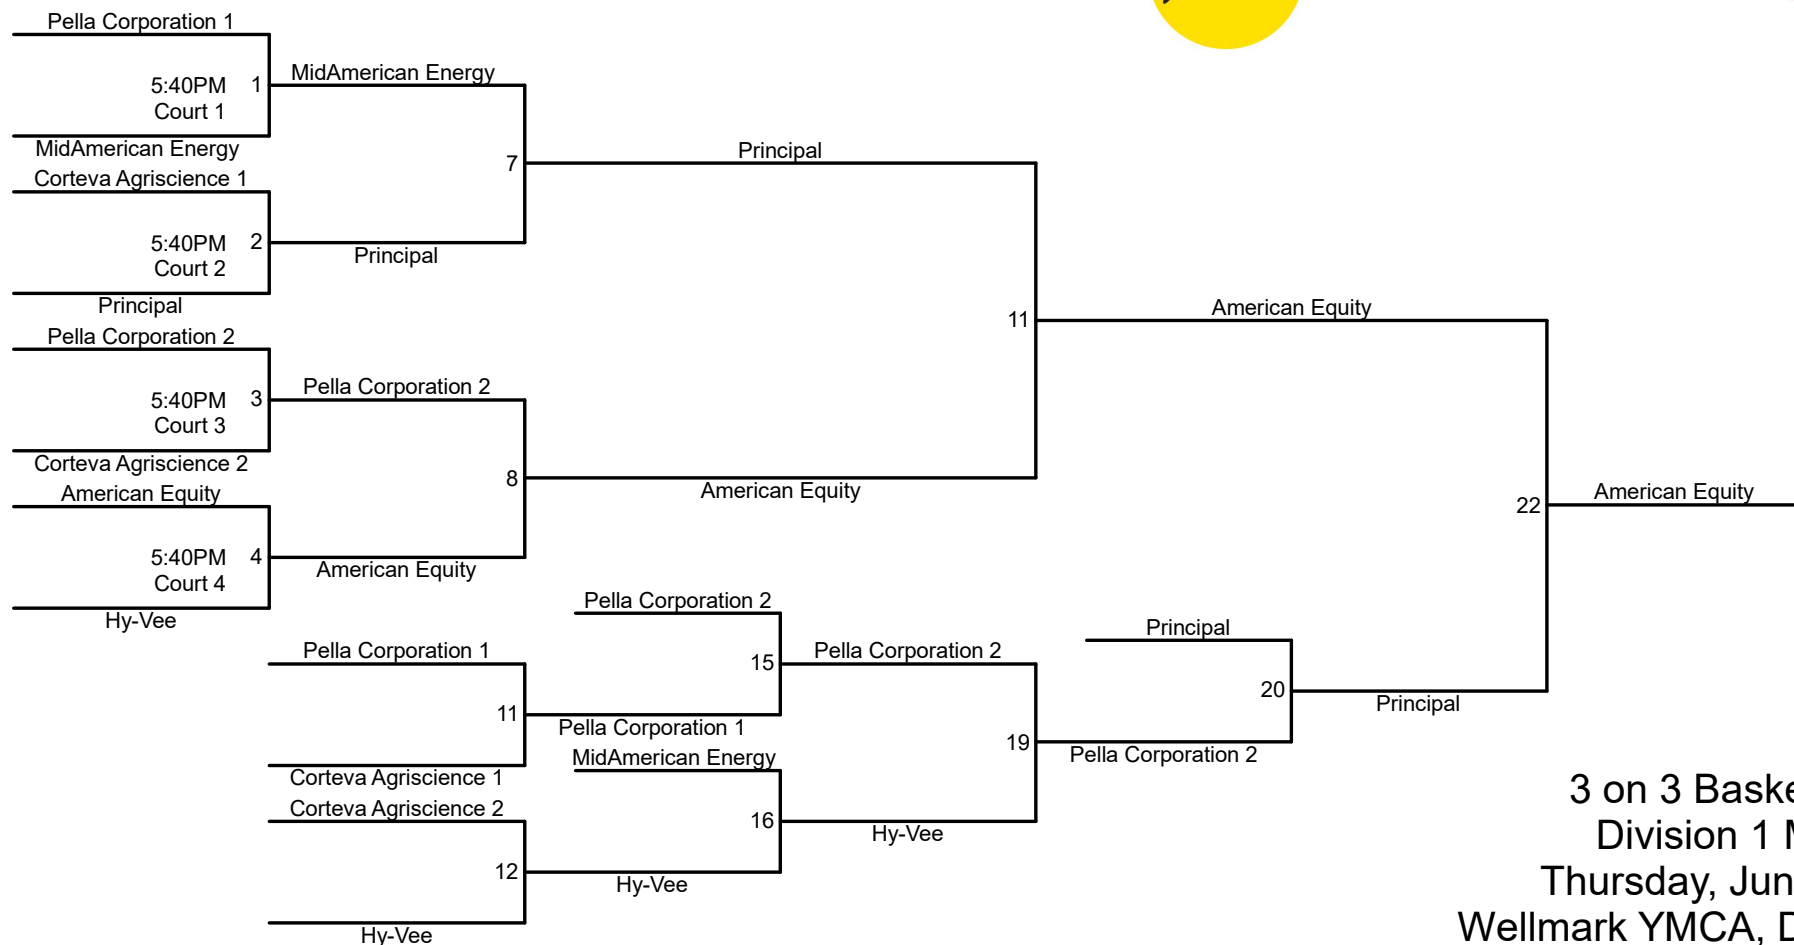 Pella Corporation 1
5:40PM 1
Court 1
MidAmerican Energy
MidAmerican Energy
Corteva Agriscience 1
5:40PM 2
Court 2
Principal
Principal
7
Principal
Pella Corporation 2
5:40PM 3
Court 3
Corteva Agriscience 2
Pella Corporation 2
American Equity
5:40PM 4
Court 4
Hy-Vee
American Equity
8
American Equity
11
American Equity
Pella Corporation 1
11
Corteva Agriscience 1
Pella Corporation 2
15
Pella Corporation 1
Pella Corporation 2
Corteva Agriscience 2
12
Hy-Vee
MidAmerican Energy
16
Hy-Vee
Hy-Vee
19
Pella Corporation 2
Principal
20
Principal
22
American Equity
3 on 3 Baske
Division 1
Thursday, Jun
Wellmark YMCA, D